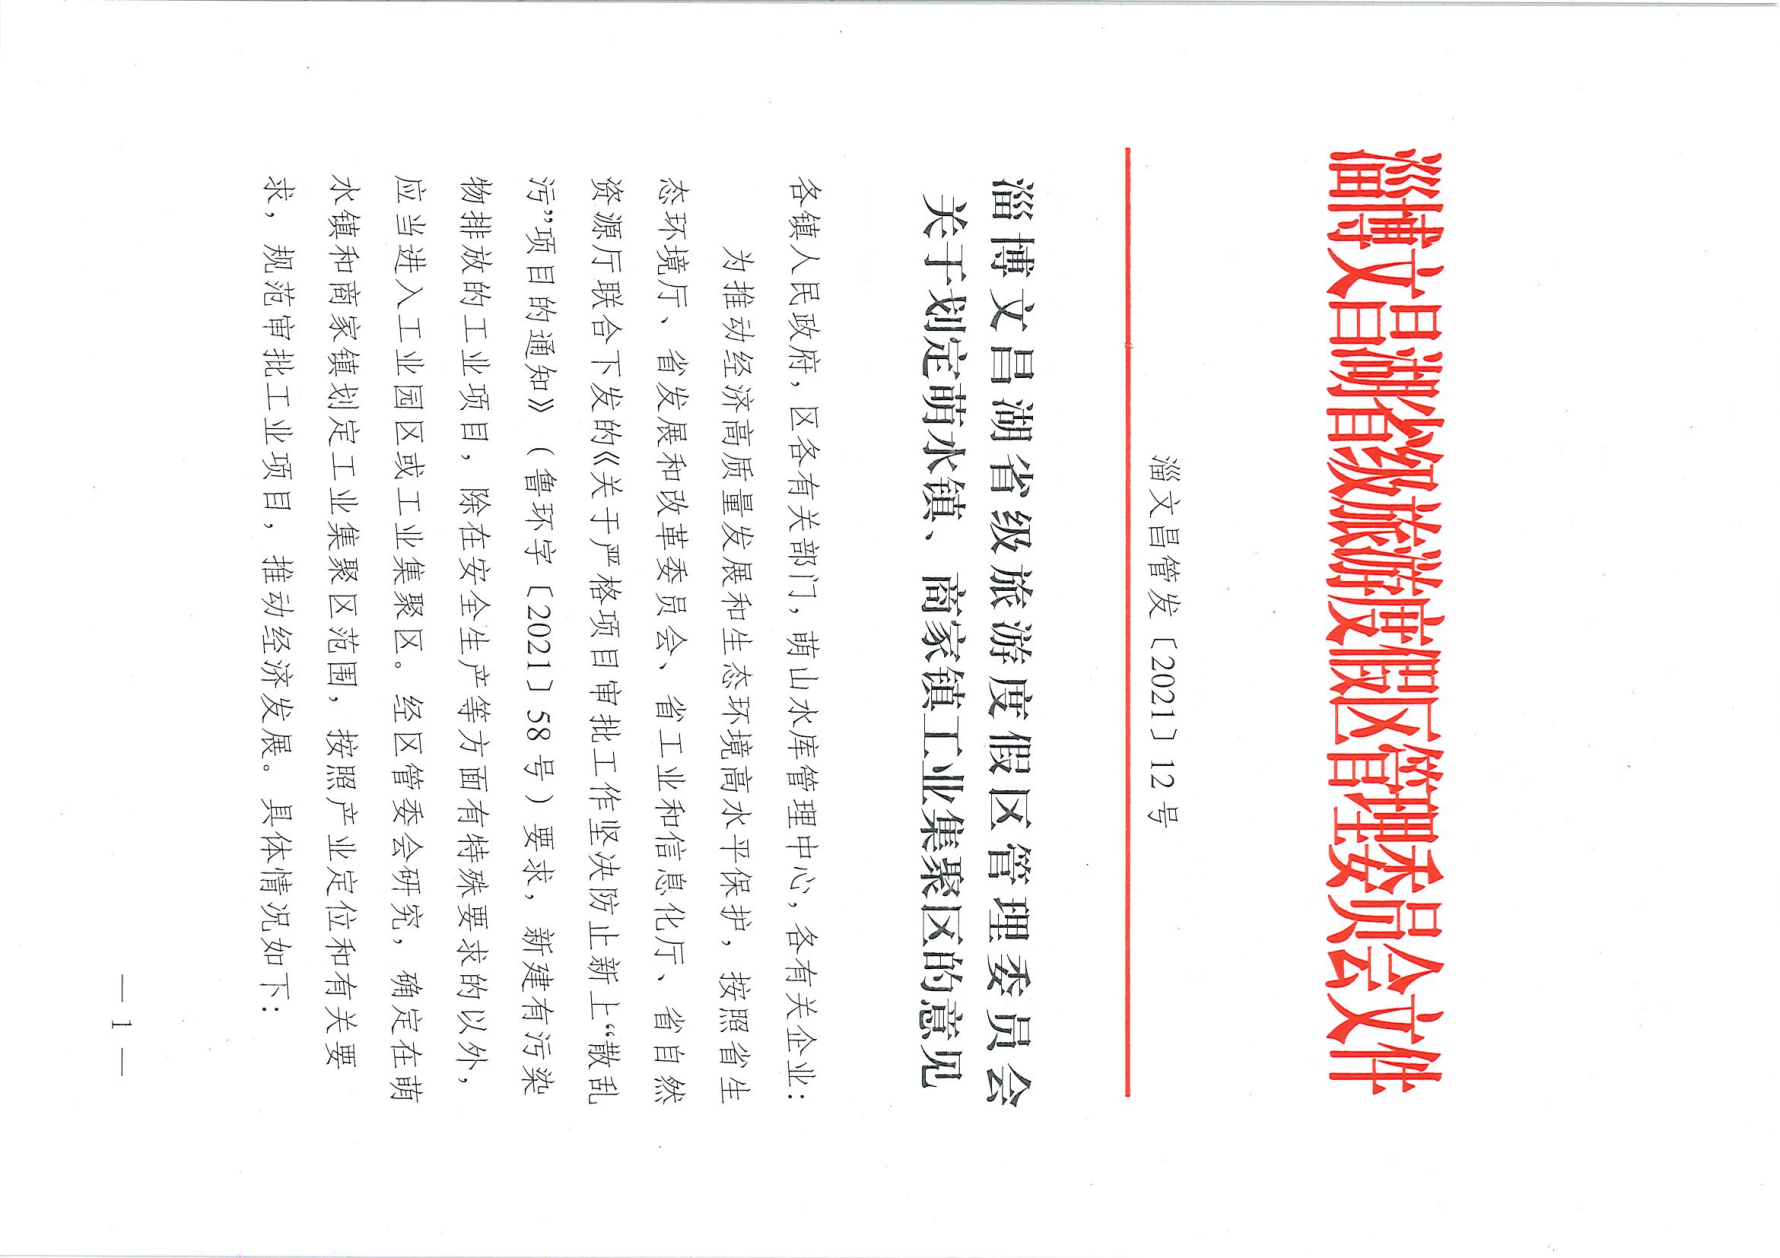 淄博文昌湖省级旅游度假区管理委员会文件
淄文昌管发〔2021〕12号
淄博文昌湖省级旅游度假区管理委员会
关于划定萌水镇、商家镇工业集聚区的意见
各镇人民政府，区各有关部门，萌山水库管理中心，各有关企业：
为推动经济高质量发展和生态环境高水平保护，按照省生
态环境厅、省发展和改革委员会、省工业和信息化厅、省自然
资源厅联合下发的《关于严格项目审批工作坚决防止新上“散乱
污”项目的通知》（鲁环字〔2021〕58号）要求，新建有污染
物排放的工业项目，除在安全生产等方面有特殊要求的以外，
应当进入工业园区或工业集聚区。经区管委会研究，确定在萌
水镇和商家镇划定工业集聚区范围，按照产业定位和有关要
求，规范审批工业项目，推动经济发展。具体情况如下：
— 1 —